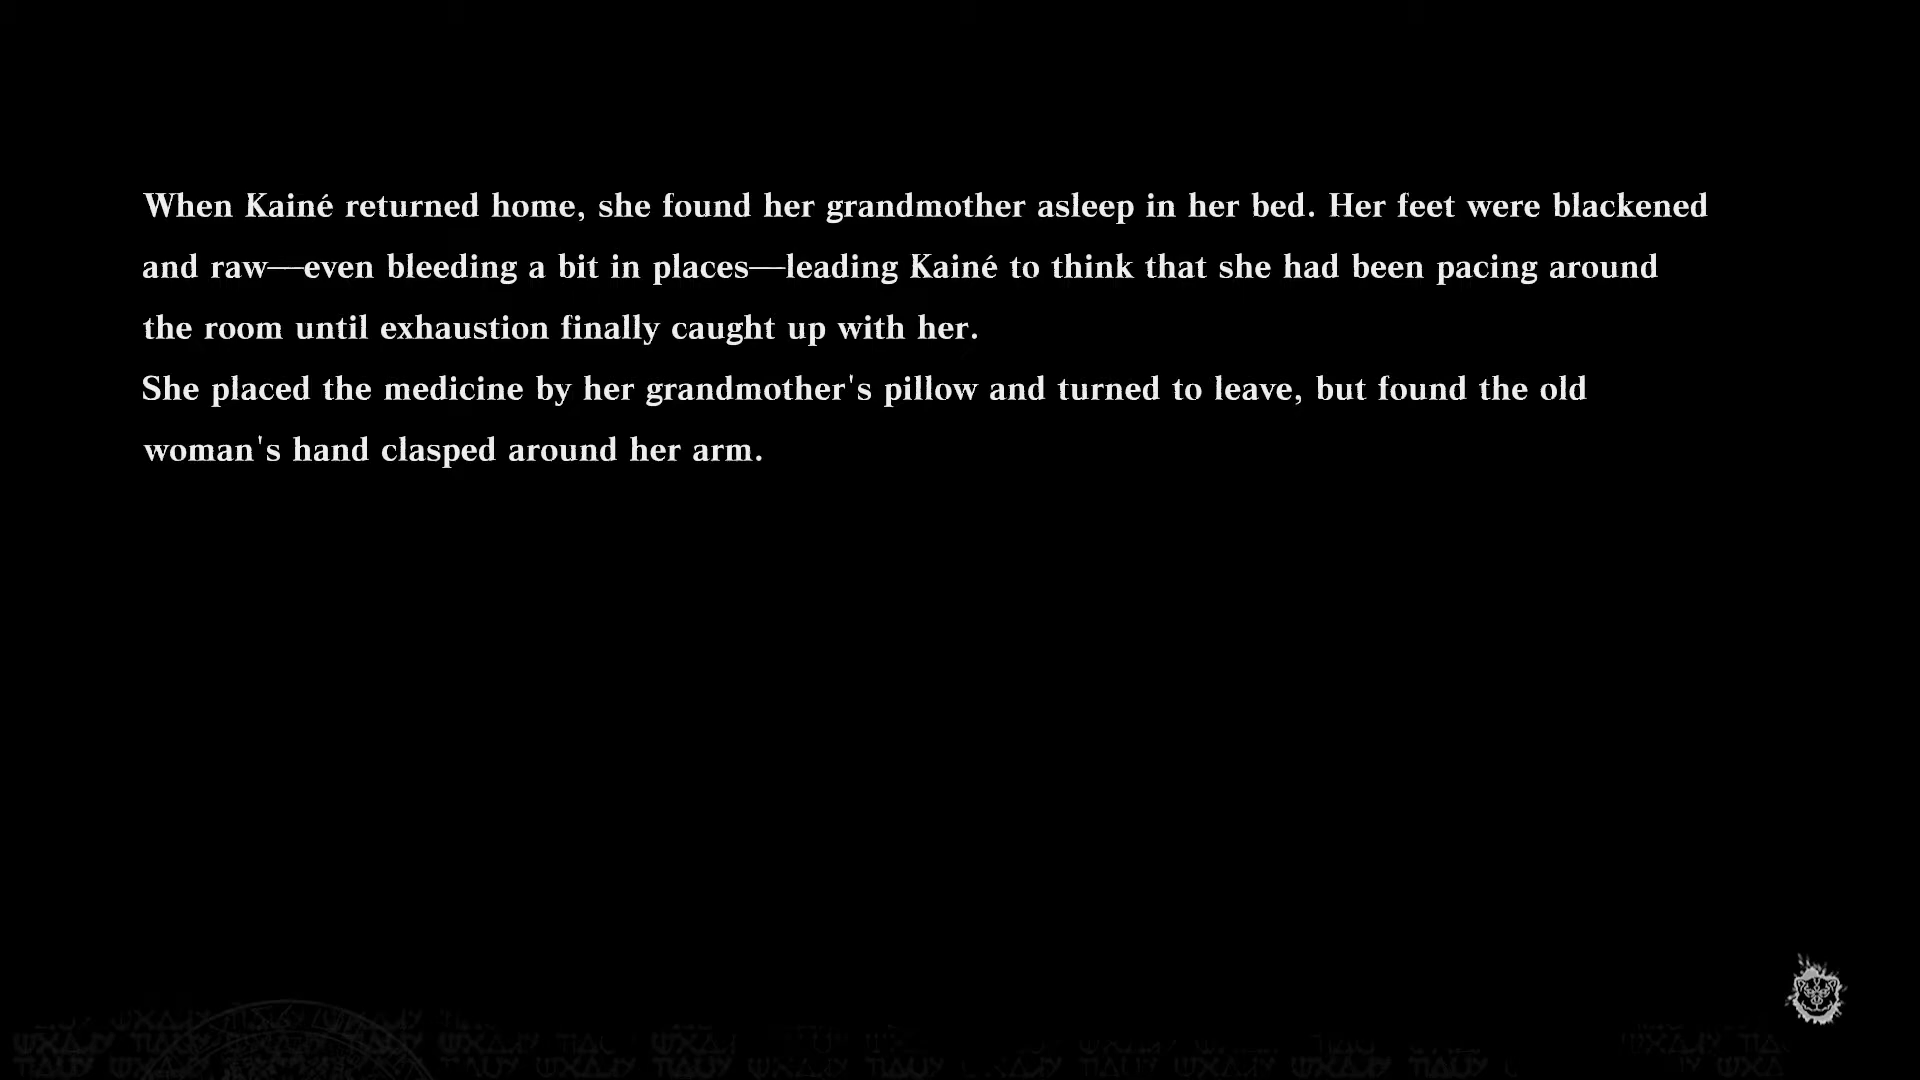 When Kainé returned home, she found her grandmother asleep in her bed. Her feet were blackened
and raw—even bleeding a bit in places—leading Kainé to think that she had been pacing around
the room until exhaustion finally caught up with her.
She placed the medicine by her grandmother's pillow and turned to leave, but found the old
woman's hand clasped around her arm.